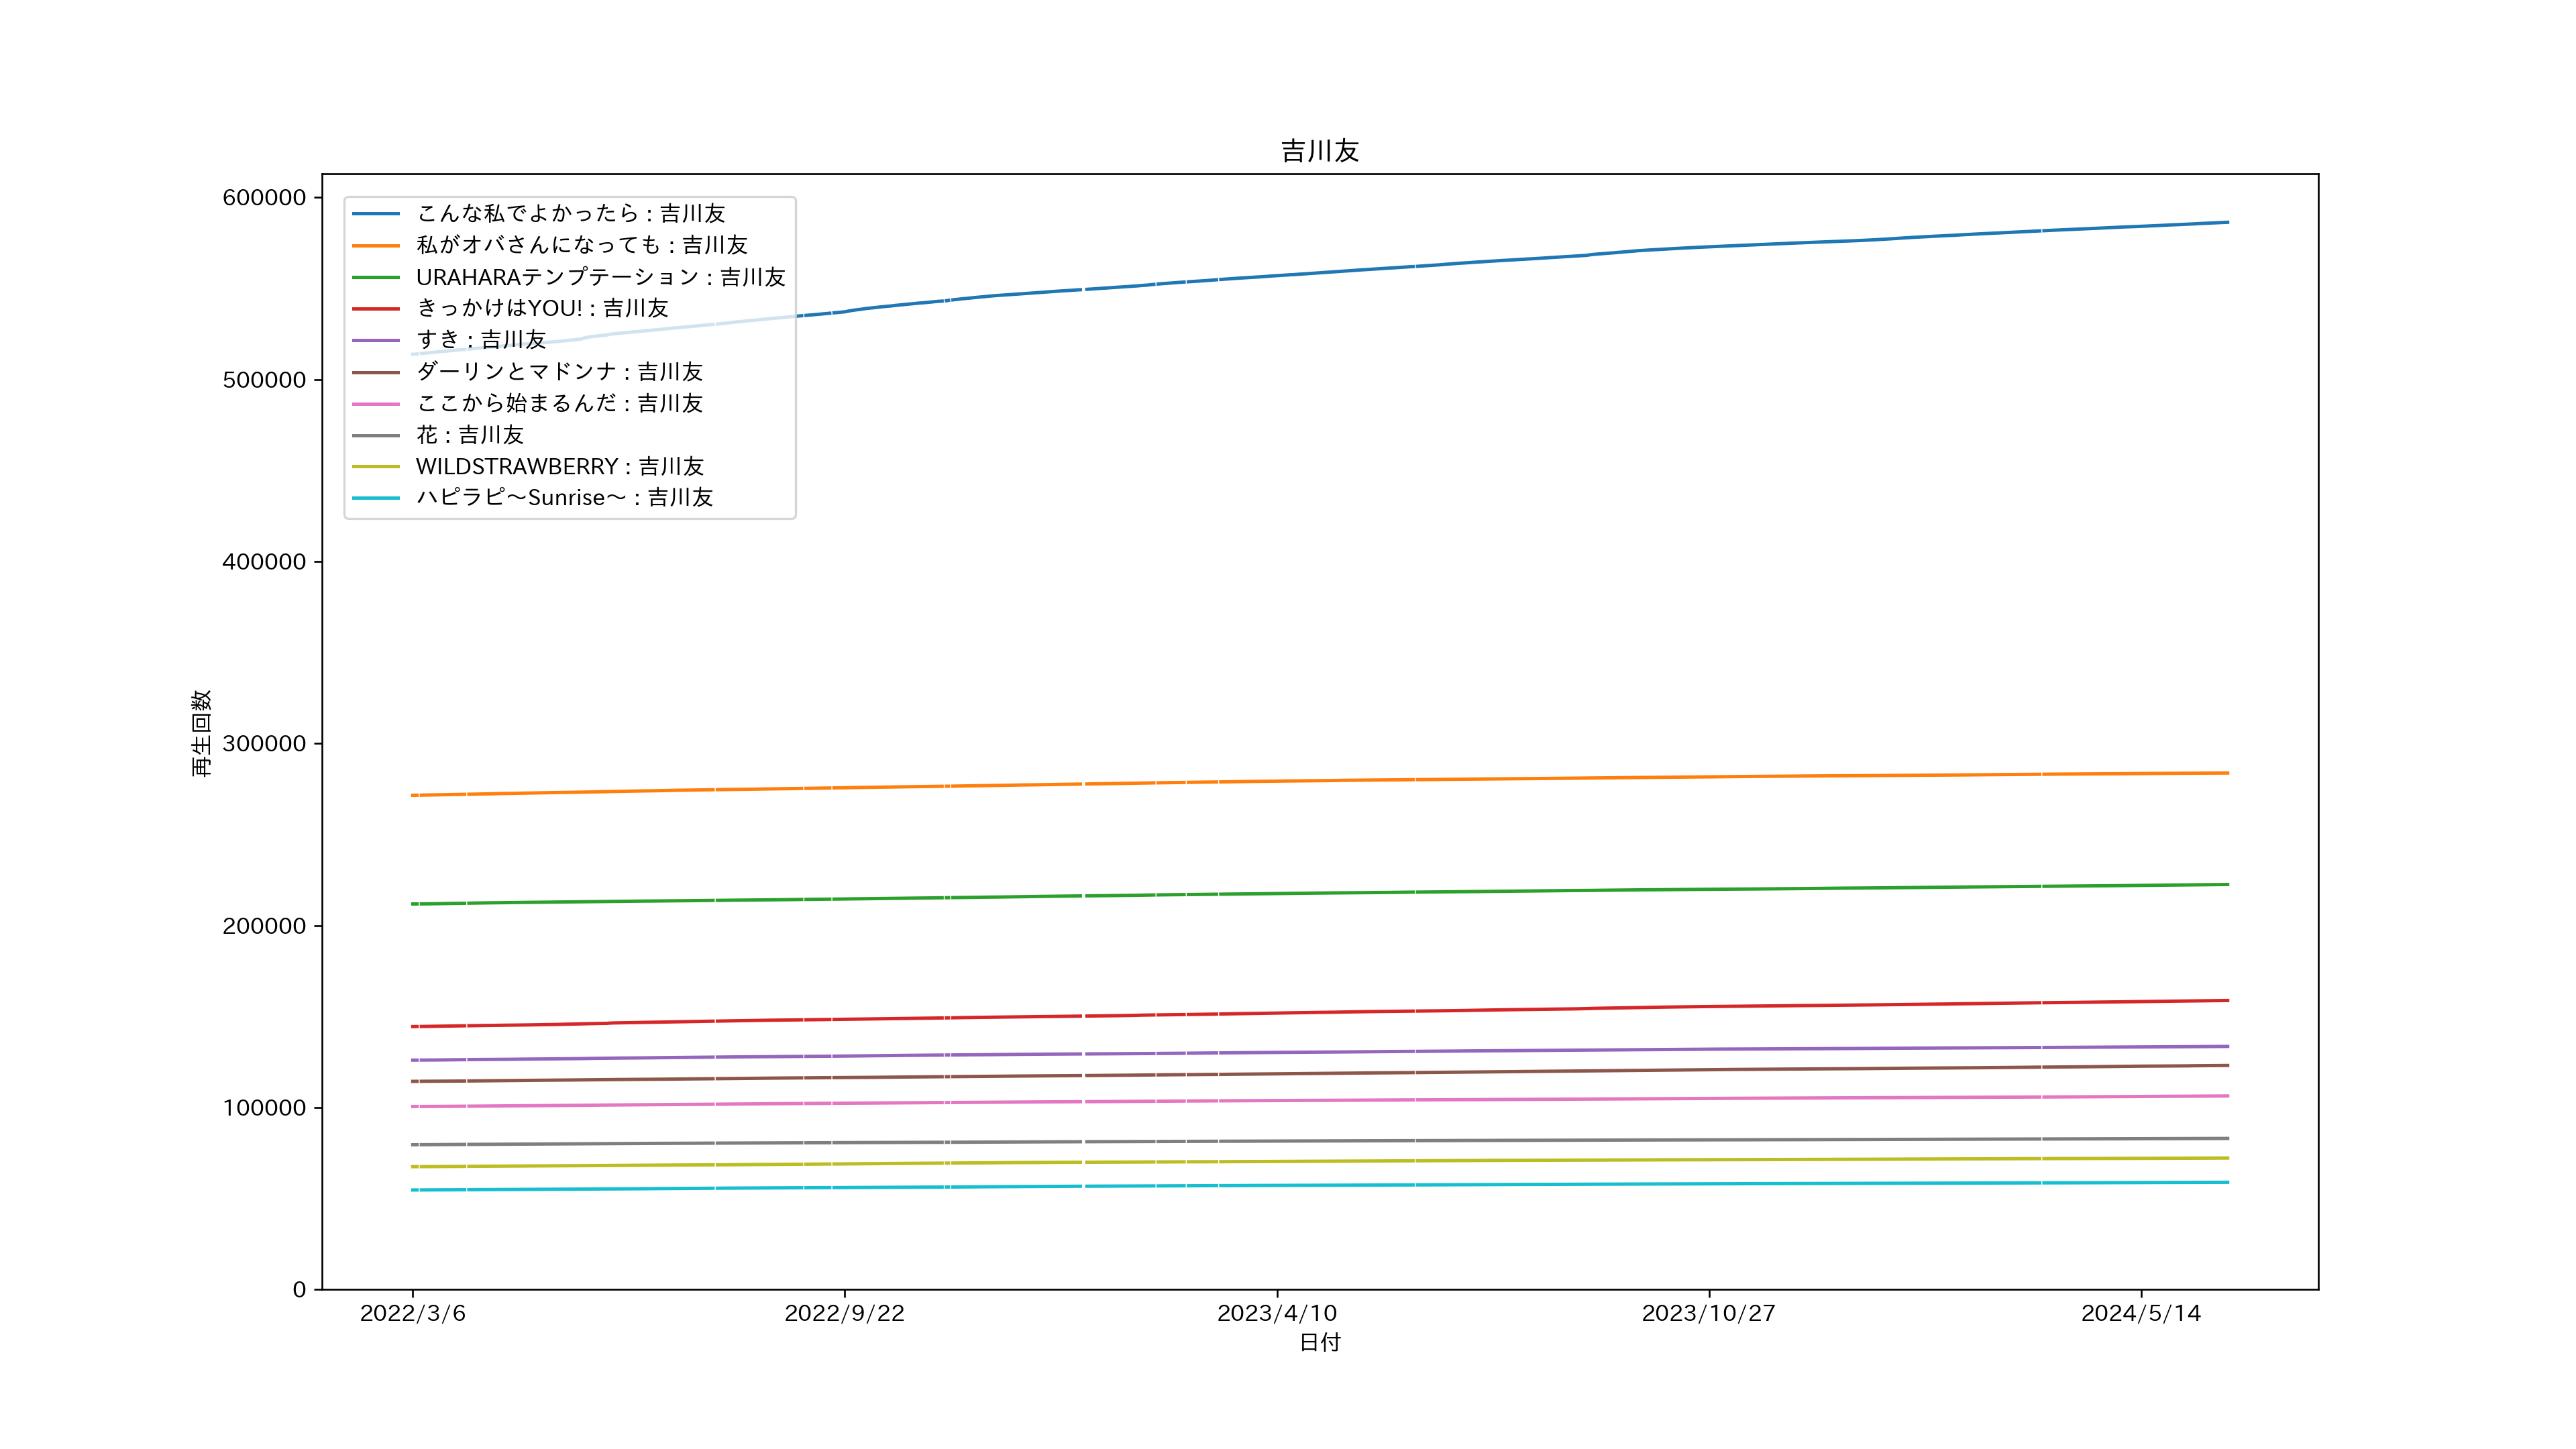 吉川友
600000
500000
400000
300000
200000
100000
0
再生回数
こんな私でよかったら : 吉川友
私がオバさんになっても : 吉川友
URAHARAテンプテーション : 吉川友
きっかけはYOU! : 吉川友
すき : 吉川友
ダーリンとマドンナ : 吉川友
ここから始まるんだ : 吉川友
花 : 吉川友
WILDSTRAWBERRY : 吉川友
ハピラピ〜Sunrise〜 : 吉川友
2022/3/6
2022/9/22
2023/4/10
2023/10/27
2024/5/14
日付